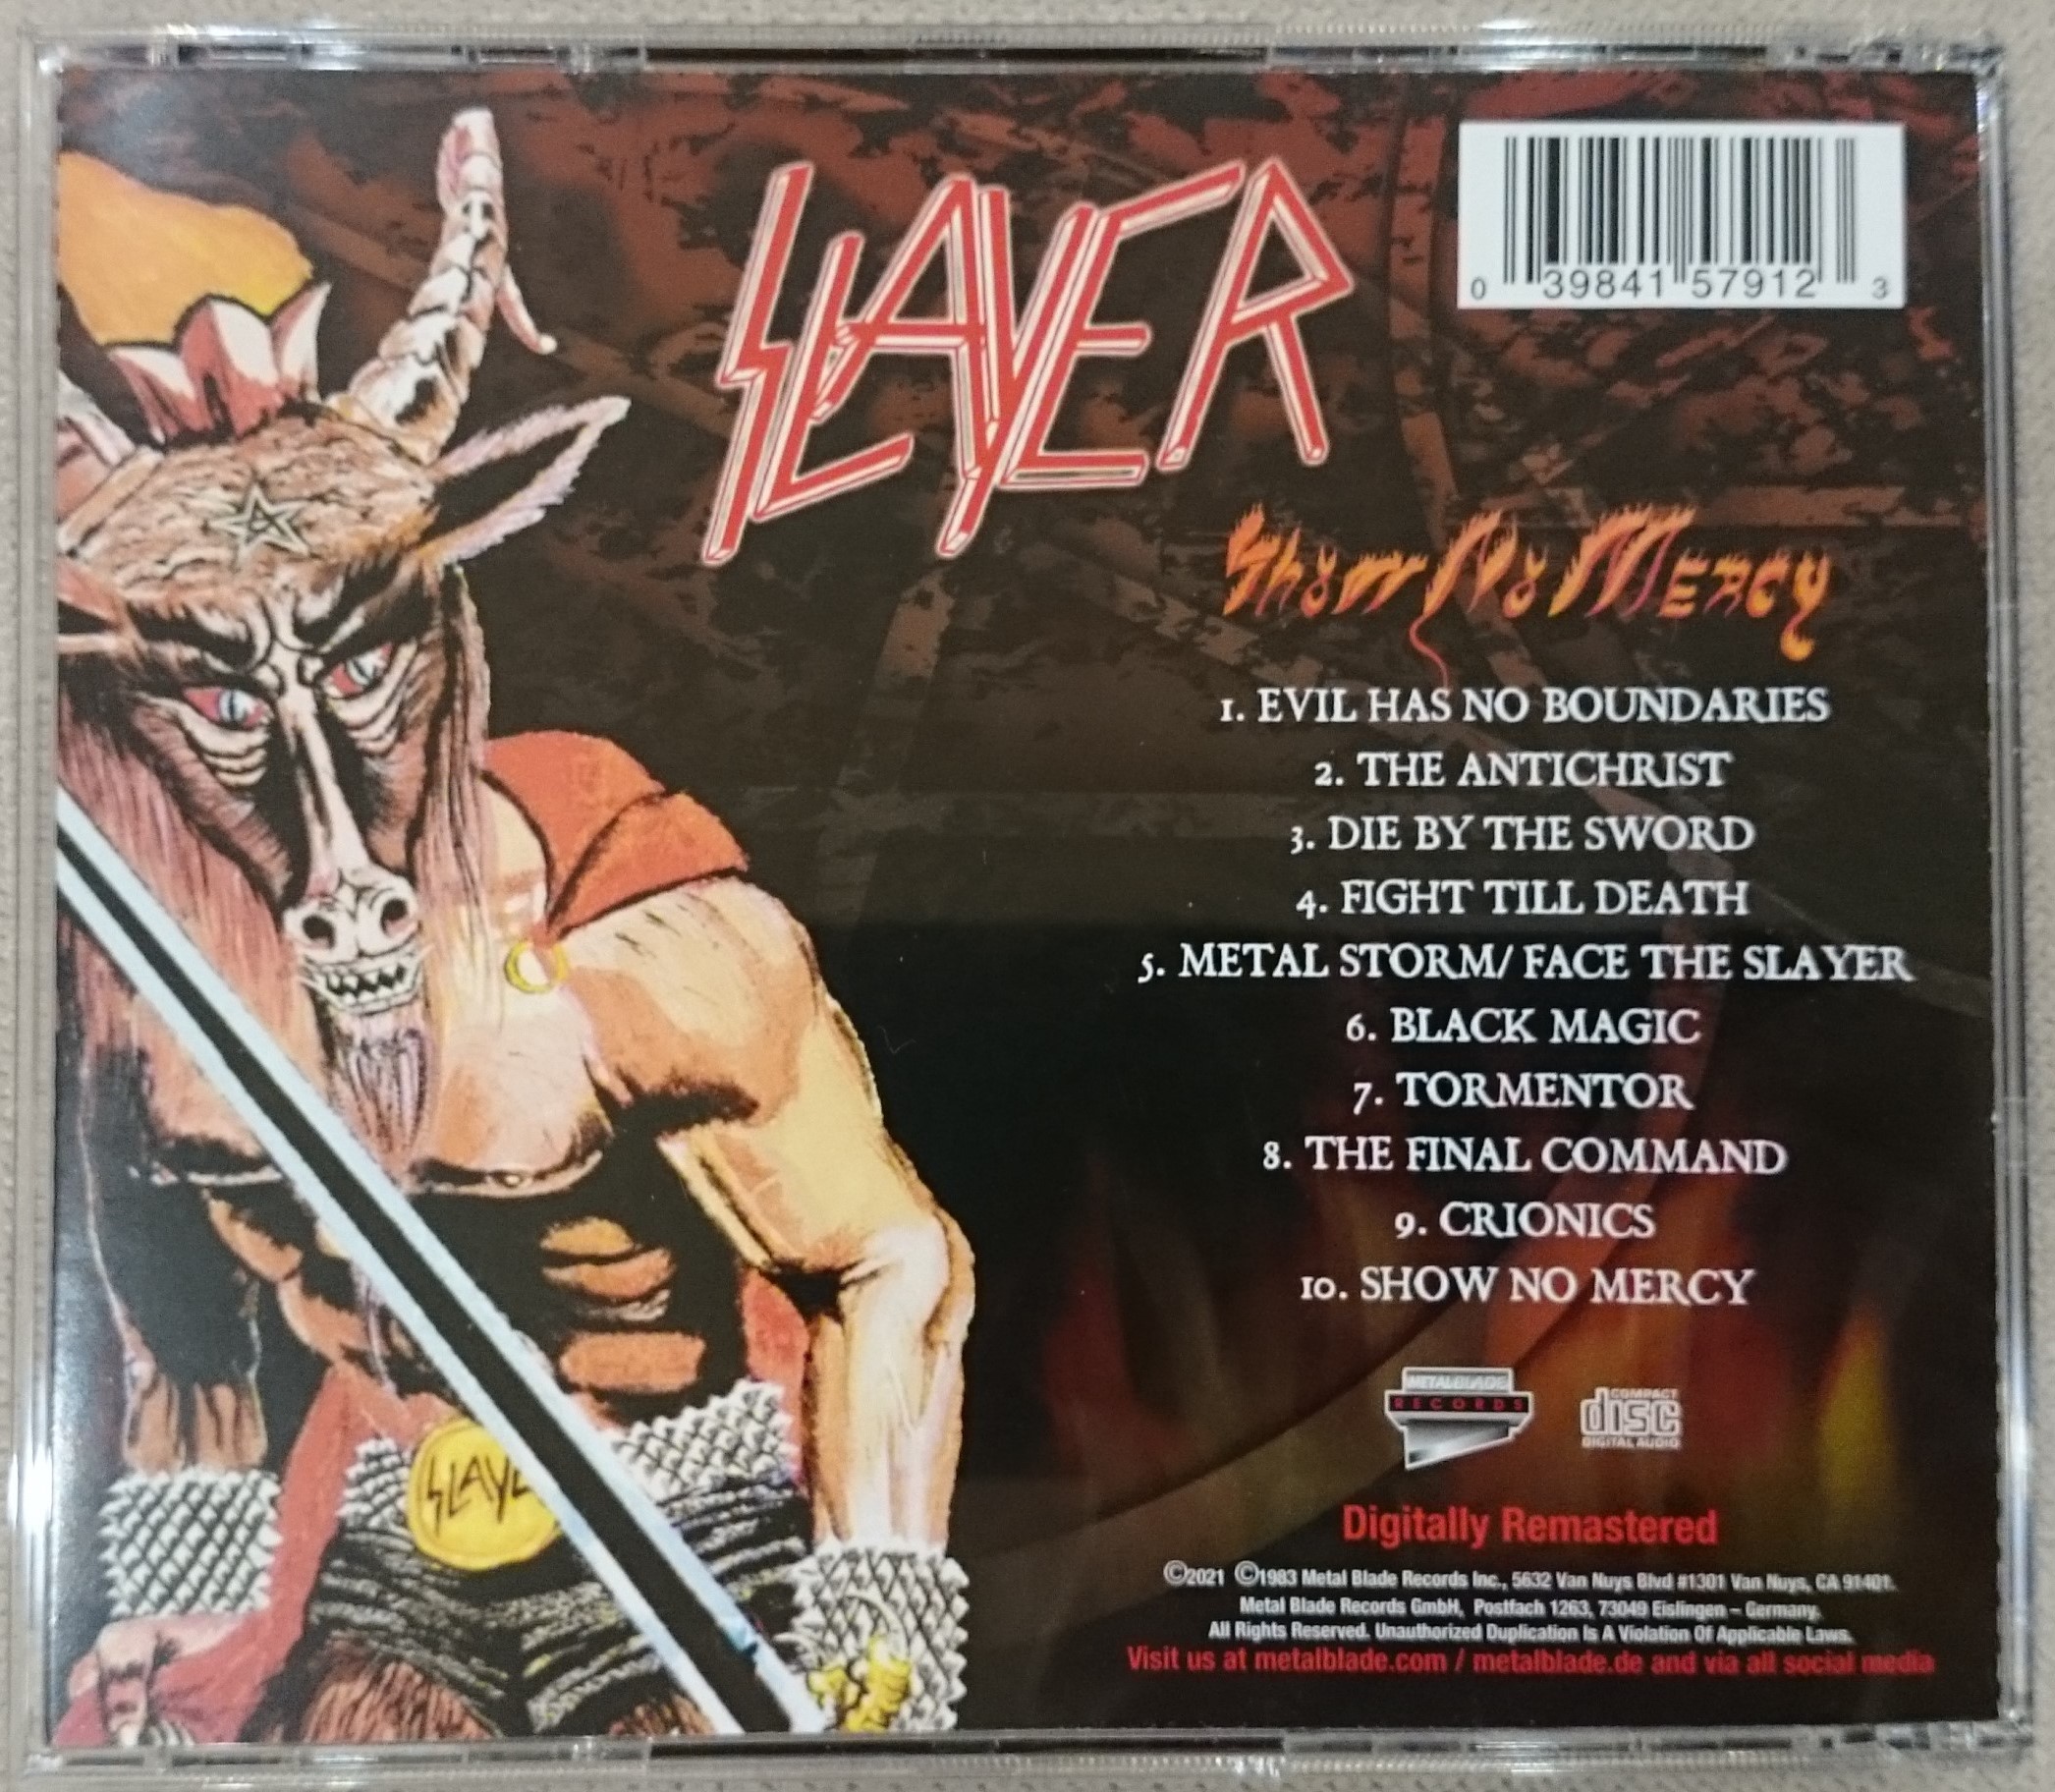 SLAYER
0 39841 57912 3
Show No Mercy
1. EVIL HAS NO BOUNDARIES
2. THE ANTICHRIST
3. DIE BY THE SWORD
4. FIGHT TILL DEATH
5. METAL STORM/ FACE THE SLAYER
6. BLACK MAGIC
7. TORMENTOR
8. THE FINAL COMMAND
9. CRIONICS
10. SHOW NO MERCY
METAL BLADE
RECORDS
COMPACT
disc
DIGITAL AUDIO
SLAYE
Digitally Remastered
©2021 ©1983 Metal Blade Records Inc., 5632 Van Nuys Blvd #1301 Van Nuys, CA 91401.
Metal Blade Records GmbH, Postfach 1263, 73049 Eislingen – Germany.
All Rights Reserved. Unauthorized Duplication Is A Violation Of Applicable Laws.
Visit us at metalblade.com / metalblade.de and via all social media